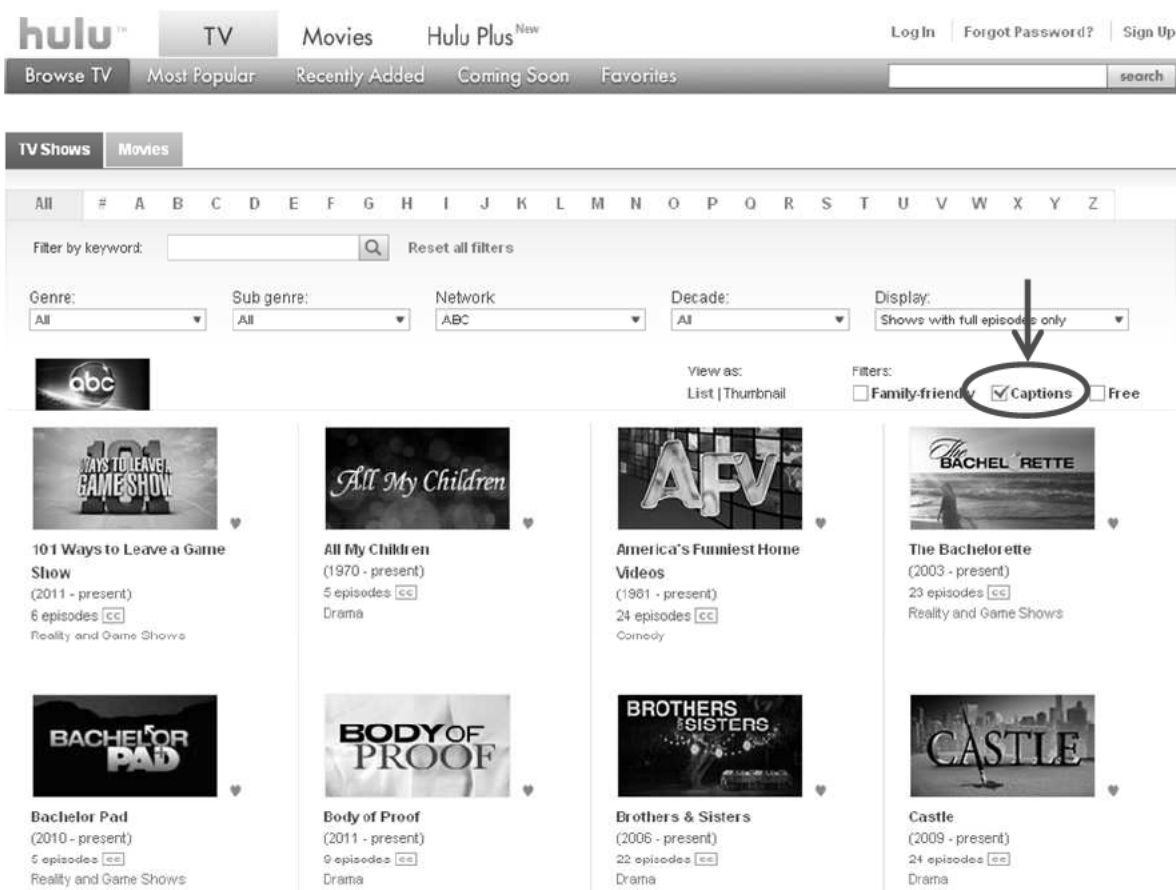 hulu™ TV Movies Hulu Plus New Log In Forgot Password? Sign Up
Browse TV Most Popular Recently Added Coming Soon Favorites search
TV Shows Movies
All # A B C D E F G H I J K L M N O P Q R S T U V W X Y Z
Filter by keyword: Reset all filters
Genre: Sub genre: Network Decade: Display:
All All ABC All Shows with full episodes only
abc
View as: Filters:
List | Thumbnail Family-friendly Captions Free
101 WAYS TO LEAVE A GAME SHOW
All My Children
AFV
The BACHELORETTE
101 Ways to Leave a Game Show
(2011 - present)
6 episodes cc
Reality and Game Shows
All My Children
(1970 - present)
5 episodes cc
Drama
America's Funniest Home
Videos
(1981 - present)
24 episodes cc
Comedy
The Bachelorette
(2003 - present)
23 episodes cc
Reality and Game Shows
BACHELOR PAD
BODY OF PROOF
BROTHERS & SISTERS
CASTLE
Bachelor Pad
(2010 - present)
5 episodes cc
Reality and Game Shows
Body of Proof
(2011 - present)
9 episodes cc
Drama
Brothers & Sisters
(2006 - present)
22 episodes cc
Drama
Castle
(2009 - present)
24 episodes cc
Drama